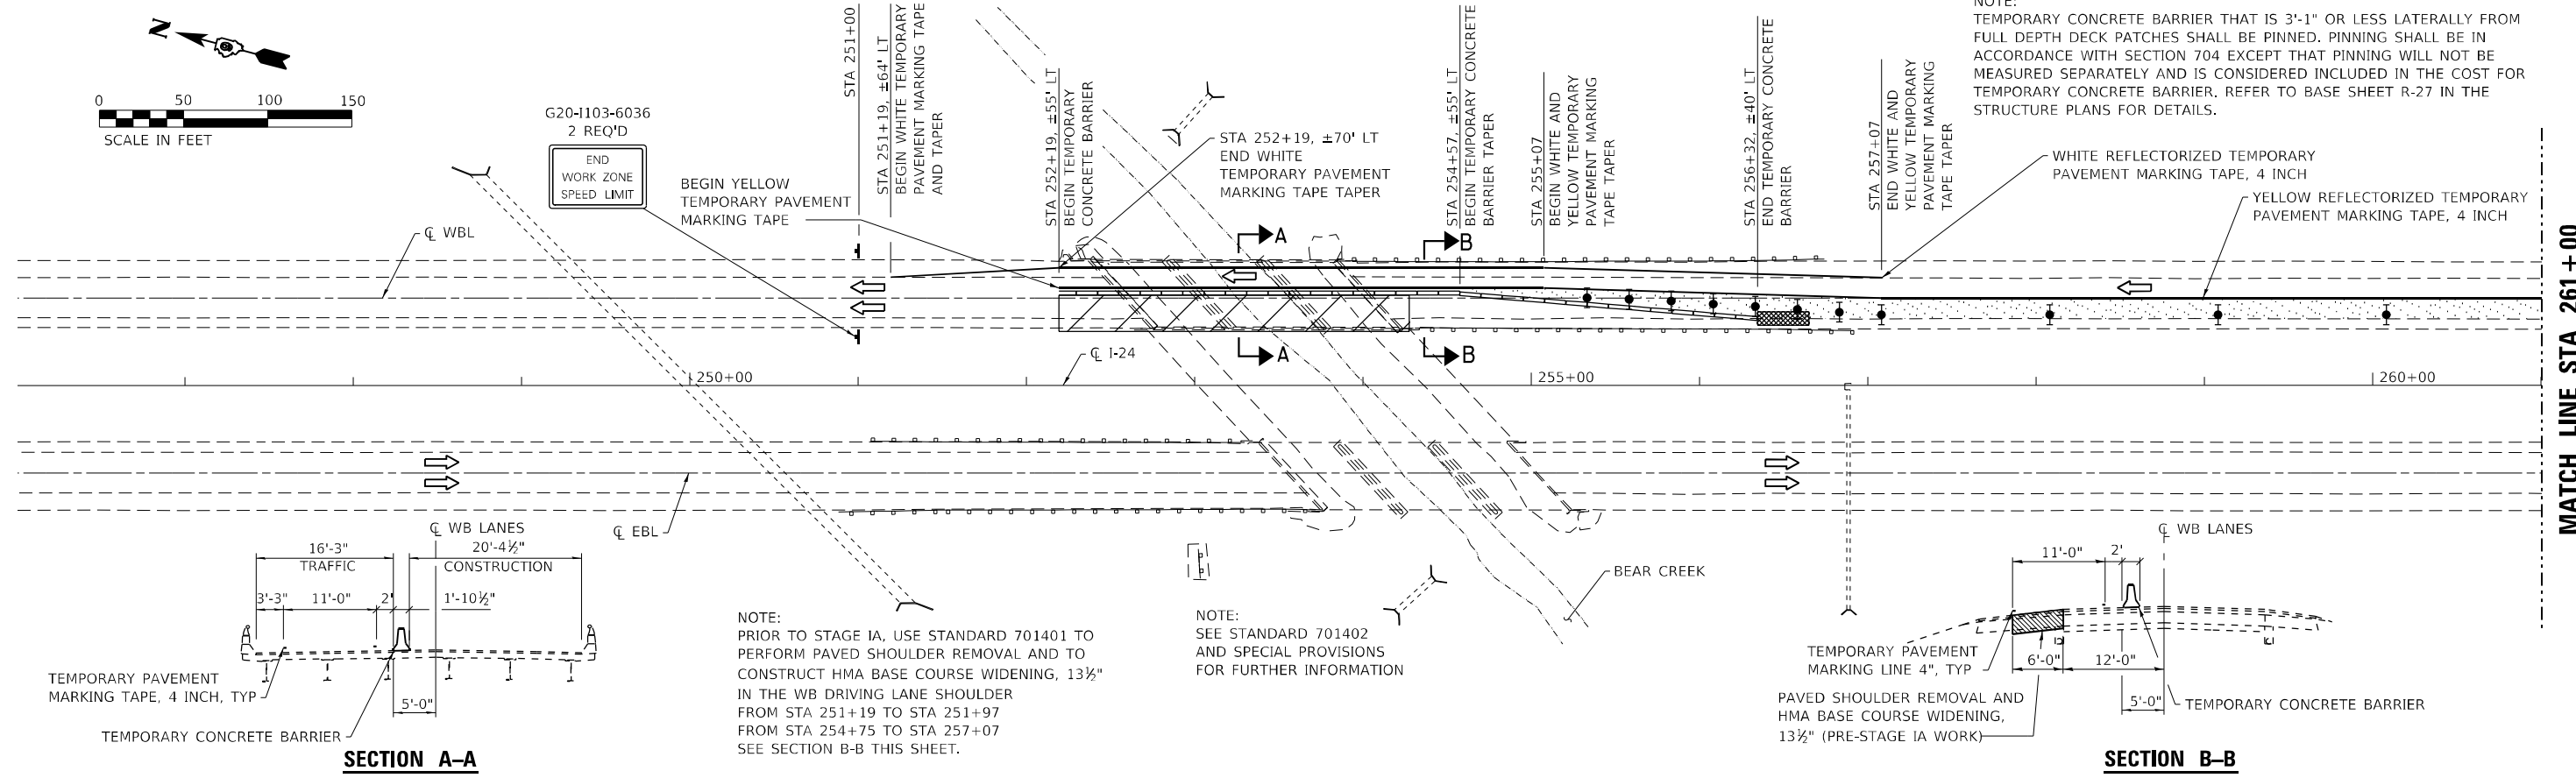 N
0 50 100 150
SCALE IN FEET
G20-I103-6036
2 REQ'D
END
WORK ZONE
SPEED LIMIT
BEGIN YELLOW
TEMPORARY PAVEMENT
MARKING TAPE
STA 251+00
STA 251+19, ±64' LT
BEGIN WHITE TEMPORARY
PAVEMENT MARKING TAPE
AND TAPER
STA 252+19, ±55' LT
BEGIN TEMPORARY
CONCRETE BARRIER
STA 252+19, ±70' LT
END WHITE
TEMPORARY PAVEMENT
MARKING TAPE TAPER
STA 254+57, ±55' LT
BEGIN TEMPORARY CONCRETE
BARRIER TAPER
STA 255+07
BEGIN WHITE AND
YELLOW TEMPORARY
PAVEMENT MARKING
TAPE TAPER
STA 256+32, ±40' LT
END TEMPORARY CONCRETE
BARRIER
STA 257+07
END WHITE AND
YELLOW TEMPORARY
PAVEMENT MARKING
TAPE TAPER
NOTE:
TEMPORARY CONCRETE BARRIER THAT IS 3'-1" OR LESS LATERALLY FROM
FULL DEPTH DECK PATCHES SHALL BE PINNED. PINNING SHALL BE IN
ACCORDANCE WITH SECTION 704 EXCEPT THAT PINNING WILL NOT BE
MEASURED SEPARATELY AND IS CONSIDERED INCLUDED IN THE COST FOR
TEMPORARY CONCRETE BARRIER. REFER TO BASE SHEET R-27 IN THE
STRUCTURE PLANS FOR DETAILS.
WHITE REFLECTORIZED TEMPORARY
PAVEMENT MARKING TAPE, 4 INCH
YELLOW REFLECTORIZED TEMPORARY
PAVEMENT MARKING TAPE, 4 INCH
MATCH LINE STA 261+00
℄ WBL
A
B
A
B
℄ I-24
250+00
255+00
260+00
℄ EBL
BEAR CREEK
℄ WB LANES
16'-3"
TRAFFIC
20'-4½"
CONSTRUCTION
3'-3"
11'-0"
2'
1'-10½"
TEMPORARY PAVEMENT
MARKING TAPE, 4 INCH, TYP
5'-0"
TEMPORARY CONCRETE BARRIER
SECTION A–A
NOTE:
PRIOR TO STAGE IA, USE STANDARD 701401 TO
PERFORM PAVED SHOULDER REMOVAL AND TO
CONSTRUCT HMA BASE COURSE WIDENING, 13½"
IN THE WB DRIVING LANE SHOULDER
FROM STA 251+19 TO STA 251+97
FROM STA 254+75 TO STA 257+07
SEE SECTION B-B THIS SHEET.
NOTE:
SEE STANDARD 701402
AND SPECIAL PROVISIONS
FOR FURTHER INFORMATION
℄ WB LANES
11'-0"
2'
TEMPORARY PAVEMENT
MARKING LINE 4", TYP
6'-0"
12'-0"
PAVED SHOULDER REMOVAL AND
HMA BASE COURSE WIDENING,
13½" (PRE-STAGE IA WORK)
5'-0"
TEMPORARY CONCRETE BARRIER
SECTION B–B